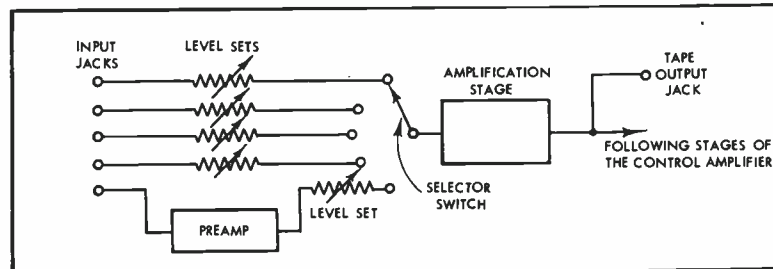 INPUT
JACKS
LEVEL SETS
AMPLIFICATION
STAGE
TAPE
OUTPUT
JACK
FOLLOWING STAGES OF
THE CONTROL AMPLIFIER
SELECTOR
SWITCH
LEVEL SET
PREAMP